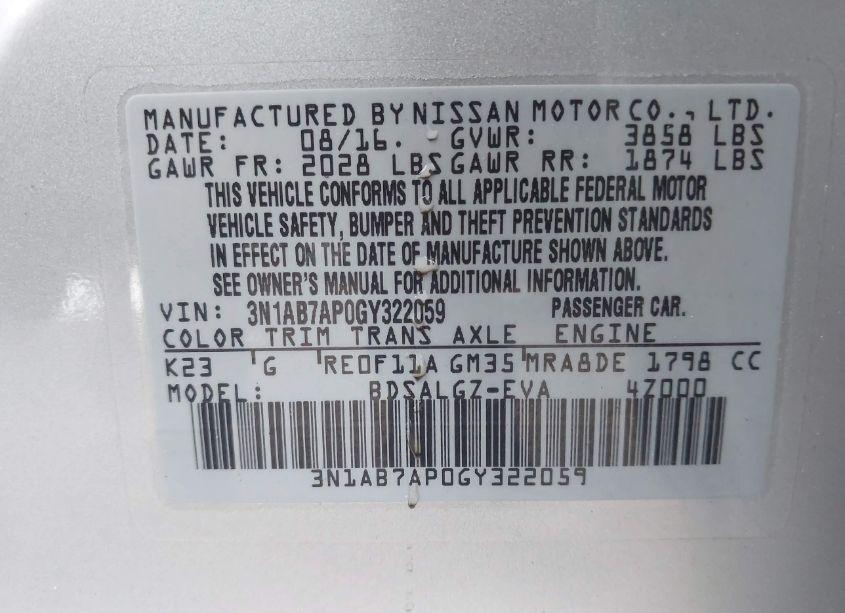 MANUFACTURED BY NISSAN MOTOR CO., LTD.
DATE: 08/16. GVWR: 3858 LBS
GAWR FR: 2028 LBS GAWR RR: 1874 LBS
THIS VEHICLE CONFORMS TO ALL APPLICABLE FEDERAL MOTOR
VEHICLE SAFETY, BUMPER AND THEFT PREVENTION STANDARDS
IN EFFECT ON THE DATE OF MANUFACTURE SHOWN ABOVE.
SEE OWNER'S MANUAL FOR ADDITIONAL INFORMATION.
VIN: 3N1AB7AP0GY322059 PASSENGER CAR.
COLOR TRIM TRANS AXLE ENGINE
K23 G RE0F11A GM35 MRA8DE 1798 CC
MODEL: BDSALGZ-EVA 4Z000
3N1AB7AP0GY322059